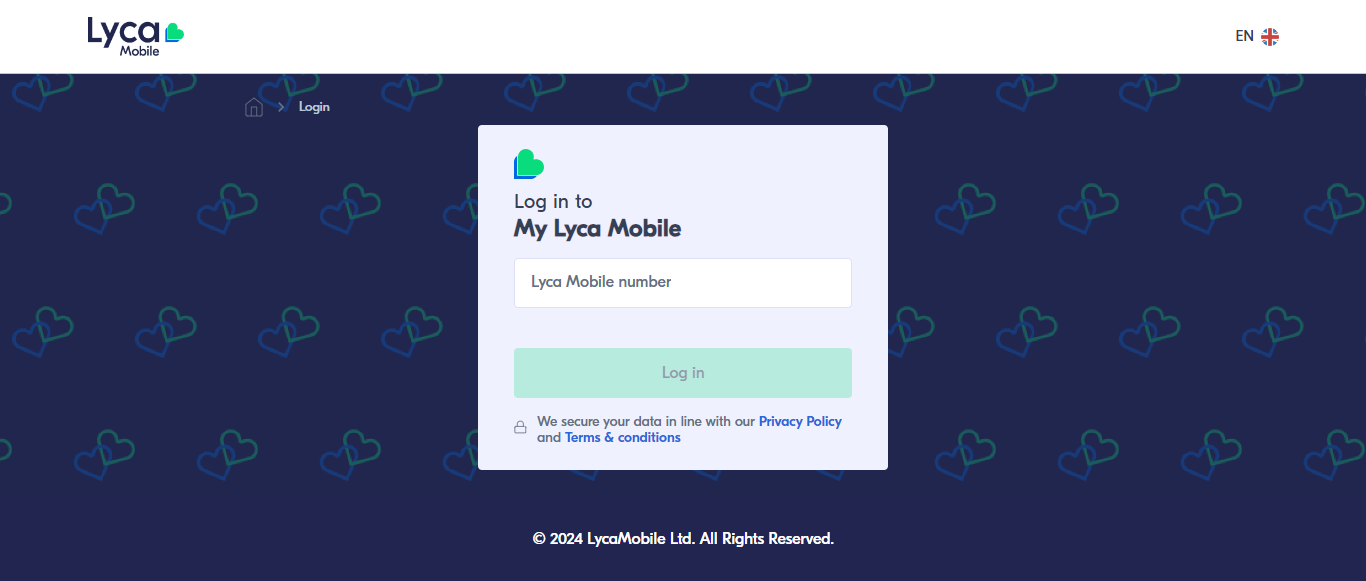 Lyca
Mobile
EN
Login
Log in to
My Lyca Mobile
Lyca Mobile number
Log in
We secure your data in line with our Privacy Policy
and Terms & conditions
© 2024 LycaMobile Ltd. All Rights Reserved.